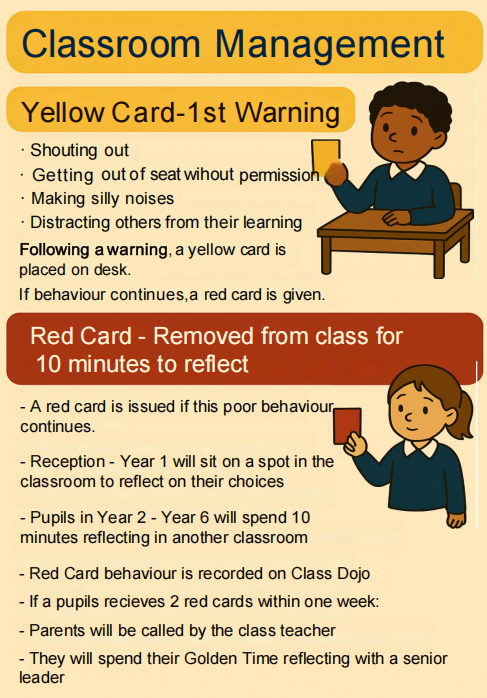 Classroom Management
Yellow Card-1st Warning
· Shouting out
· Getting out of seat wihout permission
· Making silly noises
· Distracting others from their learning
Following a warning, a yellow card is
placed on desk.
If behaviour continues,a red card is given.
Red Card - Removed from class for
10 minutes to reflect
- A red card is issued if this poor behaviour
continues.
- Reception - Year 1 will sit on a spot in the
classroom to reflect on their choices
- Pupils in Year 2 - Year 6 will spend 10
minutes reflecting in another classroom
- Red Card behaviour is recorded on Class Dojo
- If a pupils recieves 2 red cards within one week:
- Parents will be called by the class teacher
- They will spend their Golden Time reflecting with a senior
leader